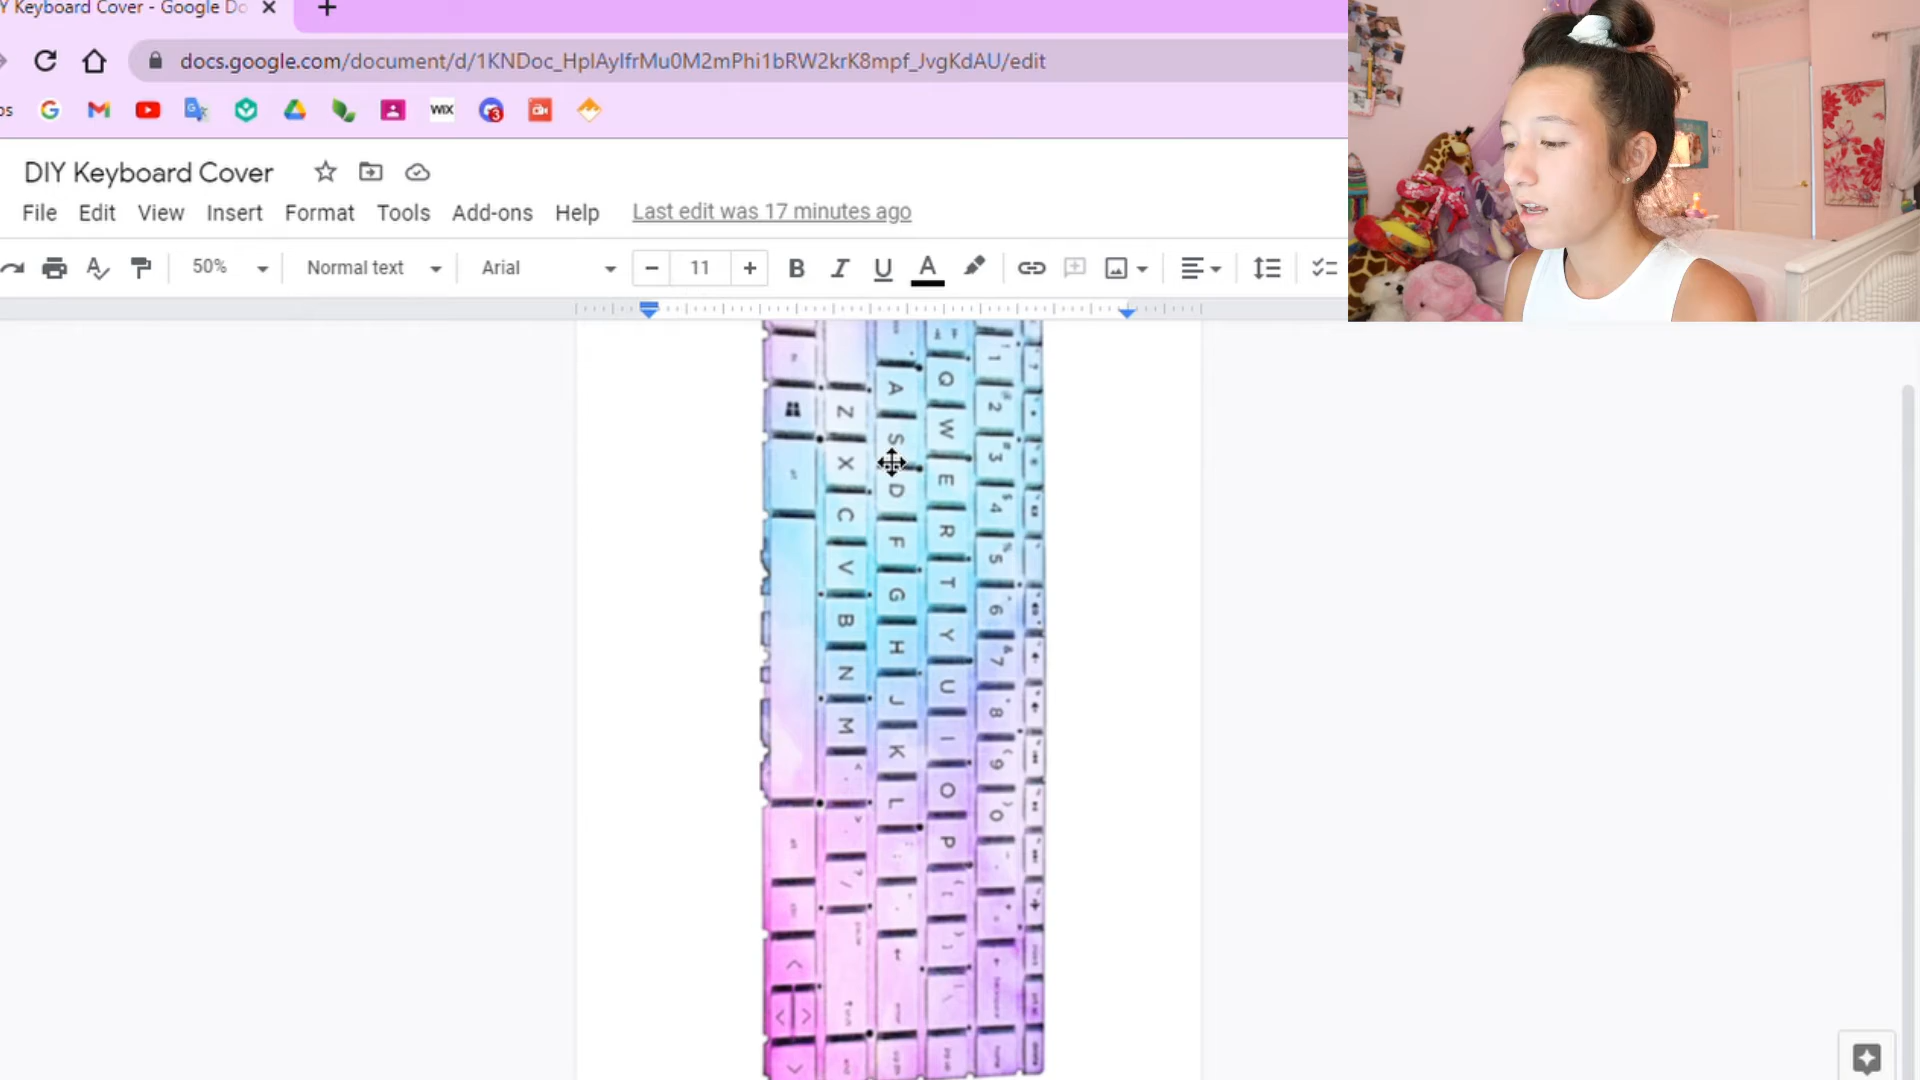 Y Keyboard Cover - Google Do
docs.google.com/document/d/1KNDoc_HplAylfrMu0M2mPhi1bRW2krK8mpf_JvgKdAU/edit
WIX
3
DIY Keyboard Cover
File Edit View Insert Format Tools Add-ons Help Last edit was 17 minutes ago
50% Normal text Arial 11 B I U A
1 2 3 4 5 6 7 8 9 0
Q W E R T Y U I O P
A S D F G H J K L
Z X C V B N M